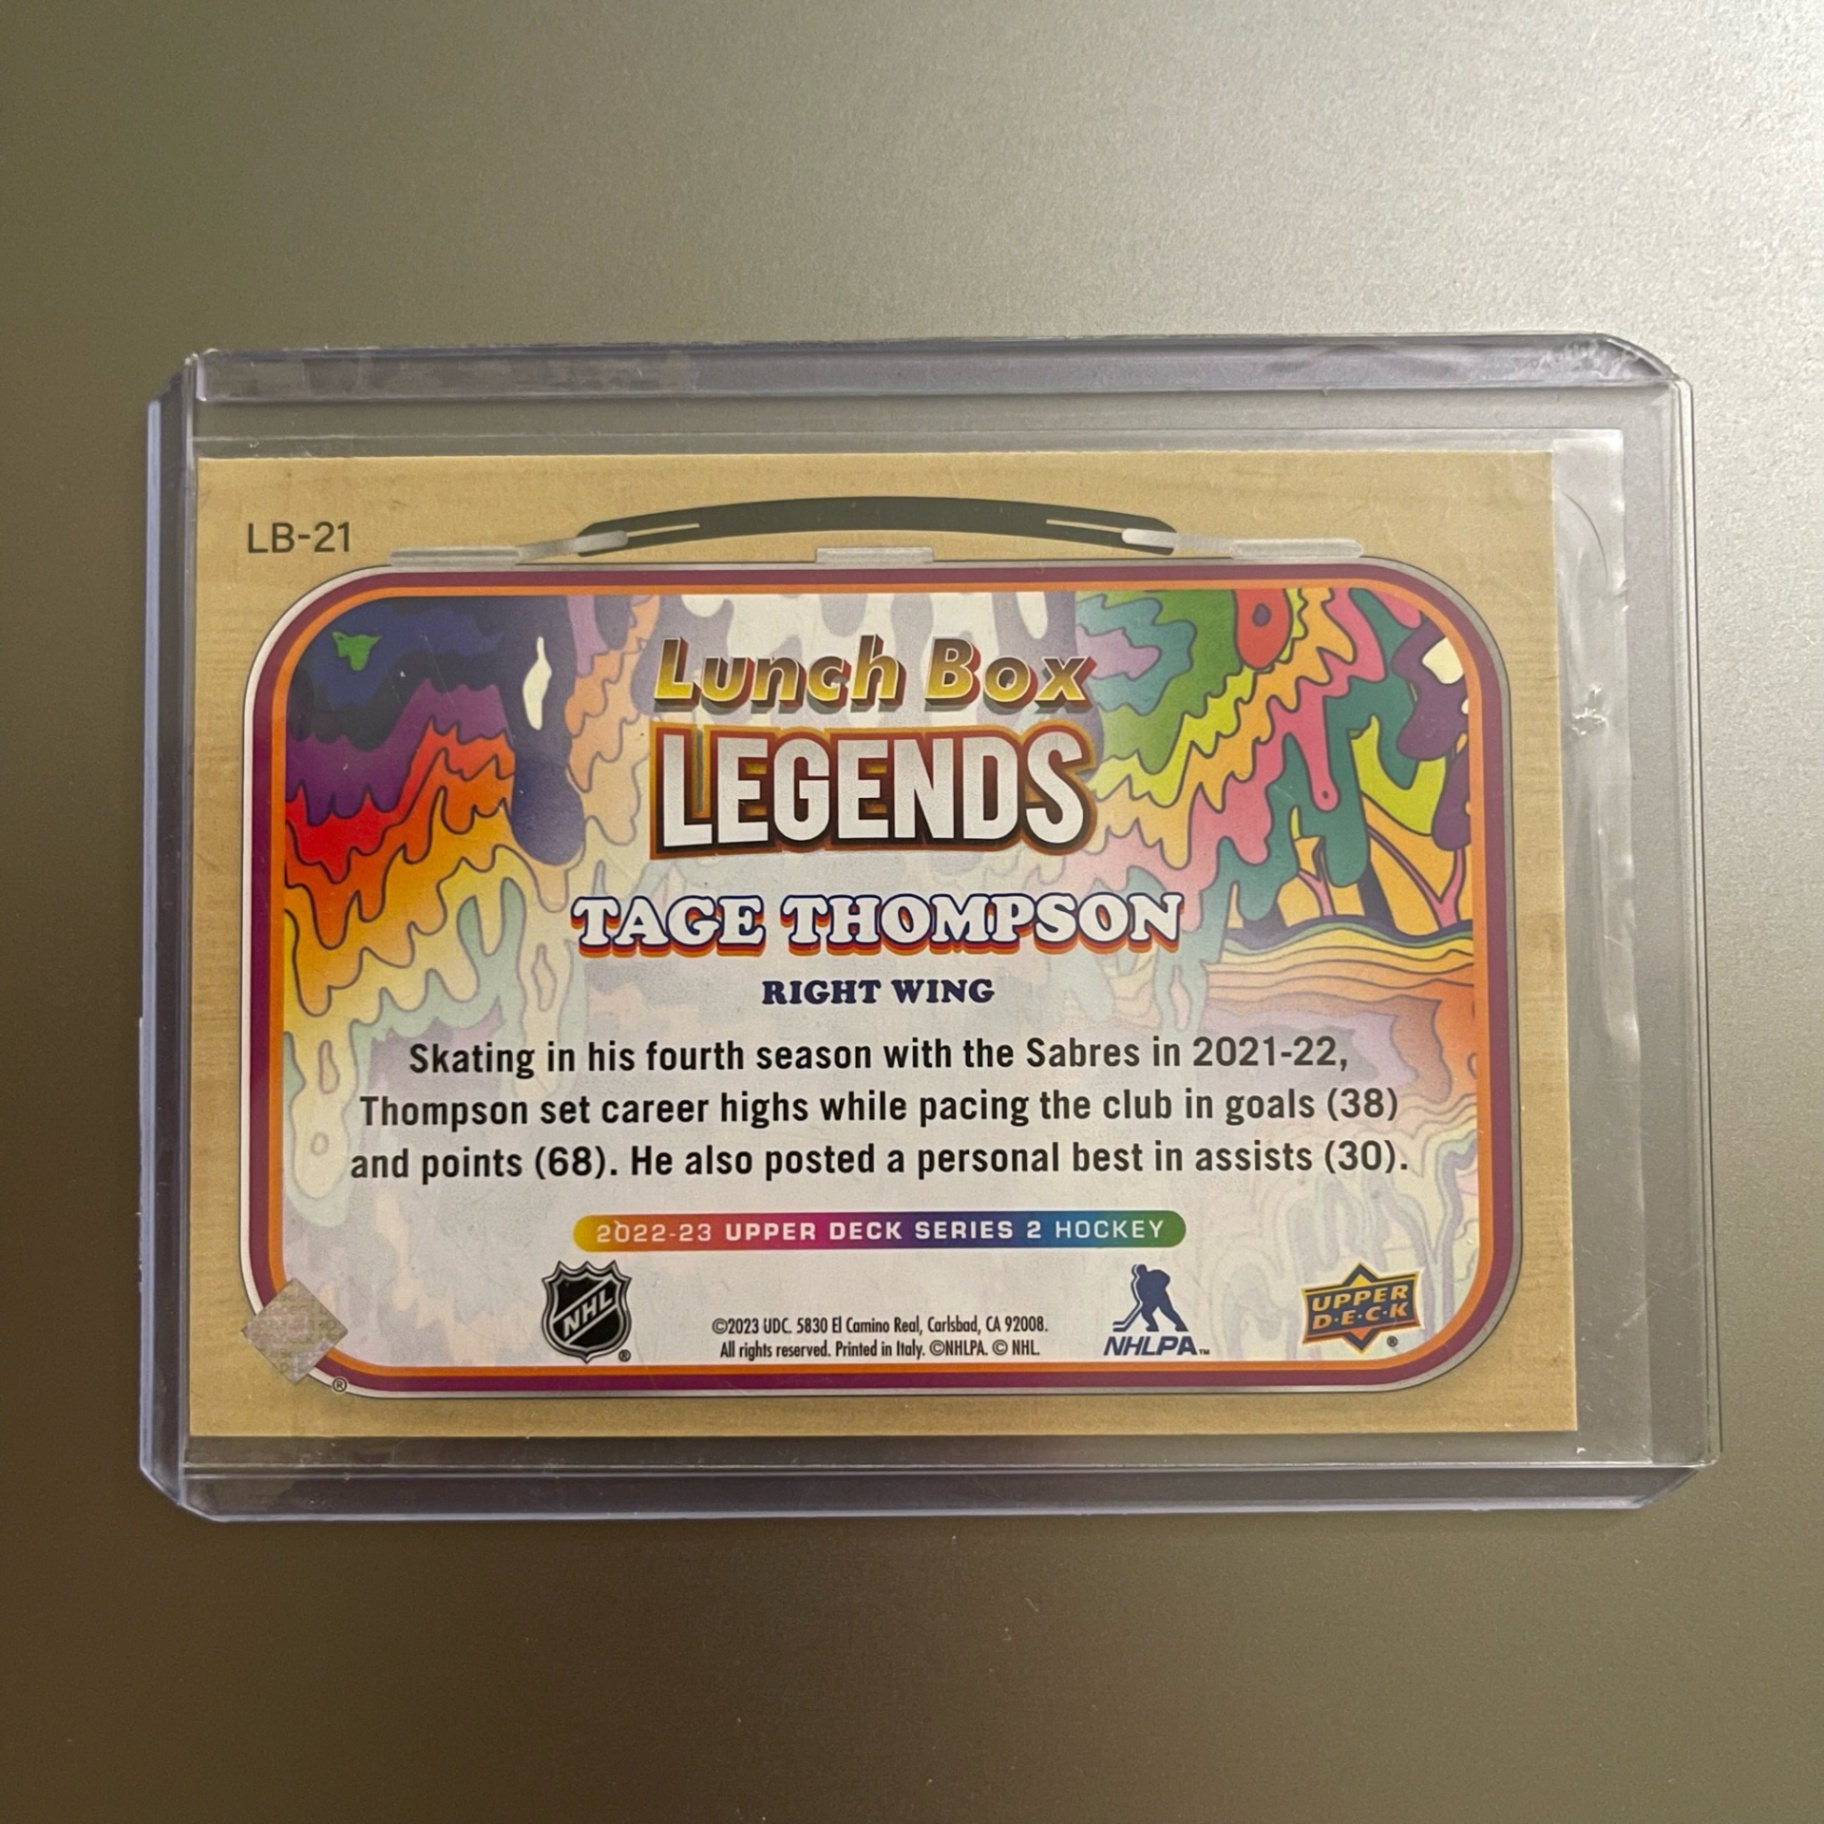 LB-21
Lunch Box
LEGENDS
TAGE THOMPSON
RIGHT WING
Skating in his fourth season with the Sabres in 2021-22,
Thompson set career highs while pacing the club in goals (38)
and points (68). He also posted a personal best in assists (30).
2022-23 UPPER DECK SERIES 2 HOCKEY
NHL ®
©2023 UDC. 5830 El Camino Real, Carlsbad, CA 92008.
All rights reserved. Printed in Italy. ©NHLPA. © NHL.
NHLPA™
UPPER
D·E·C·K ®
®